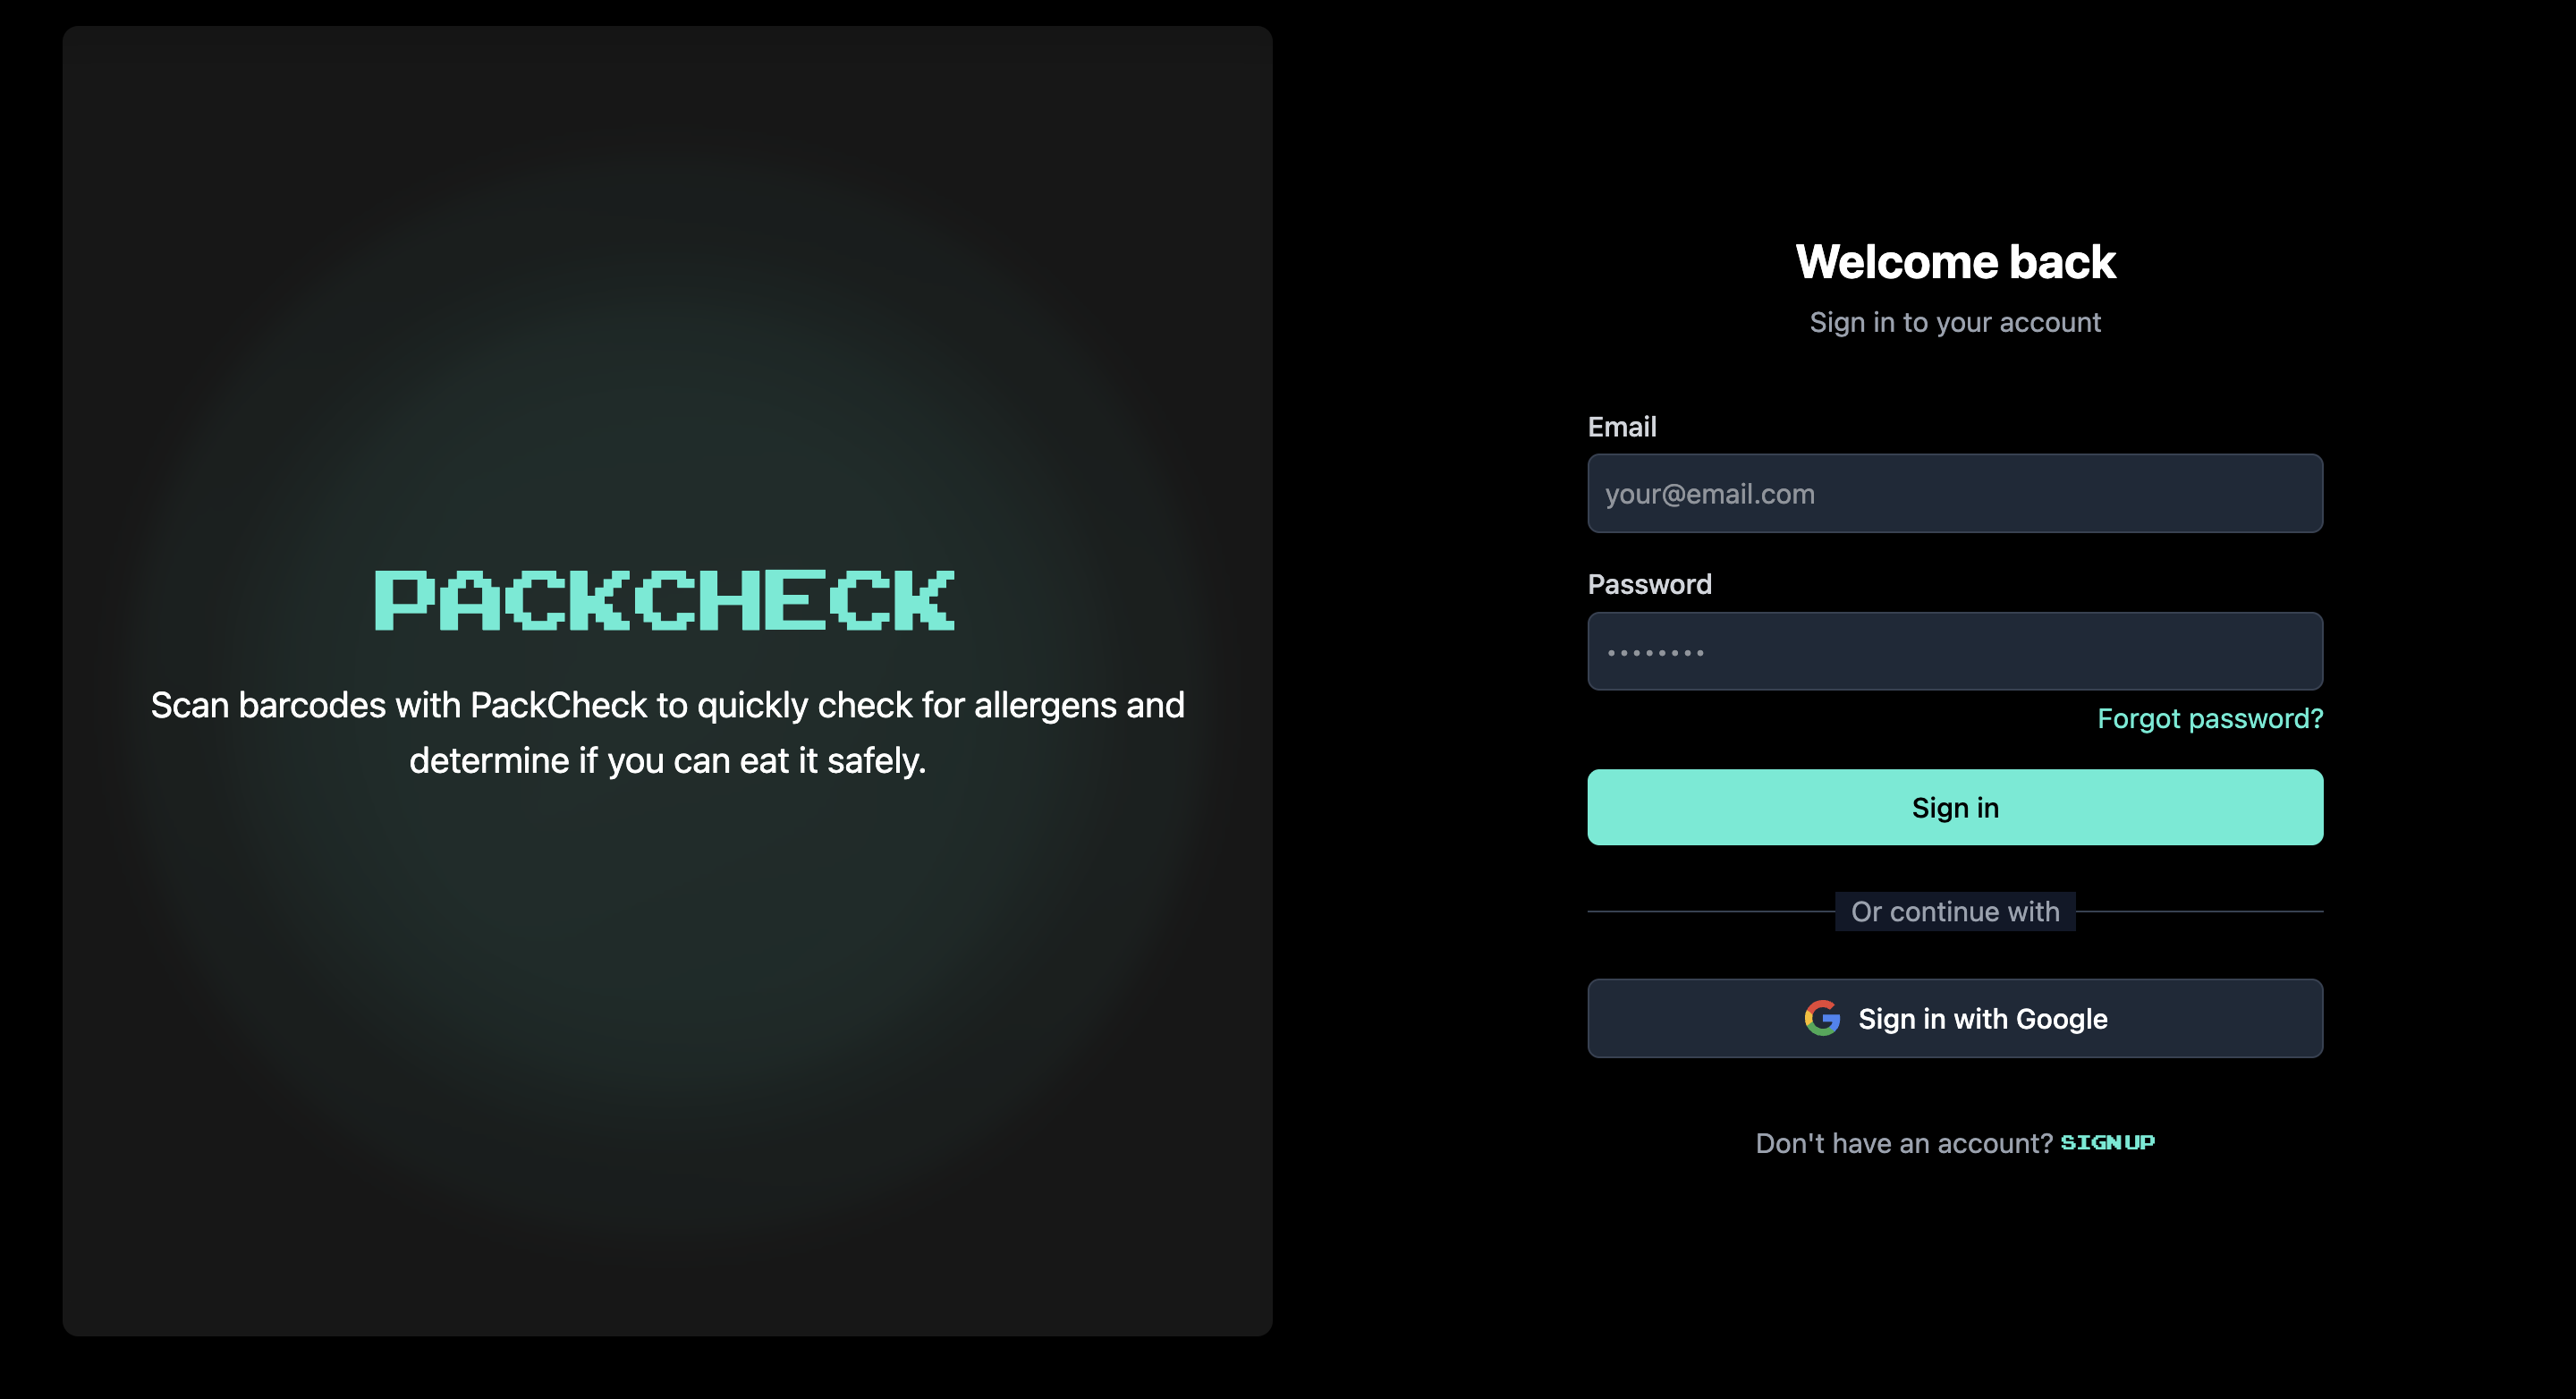 PACKCHECK
Scan barcodes with PackCheck to quickly check for allergens and
determine if you can eat it safely.
Welcome back
Sign in to your account
Email
your@email.com
Password
••••••••
Forgot password?
Sign in
Or continue with
Sign in with Google
Don't have an account? SIGN UP